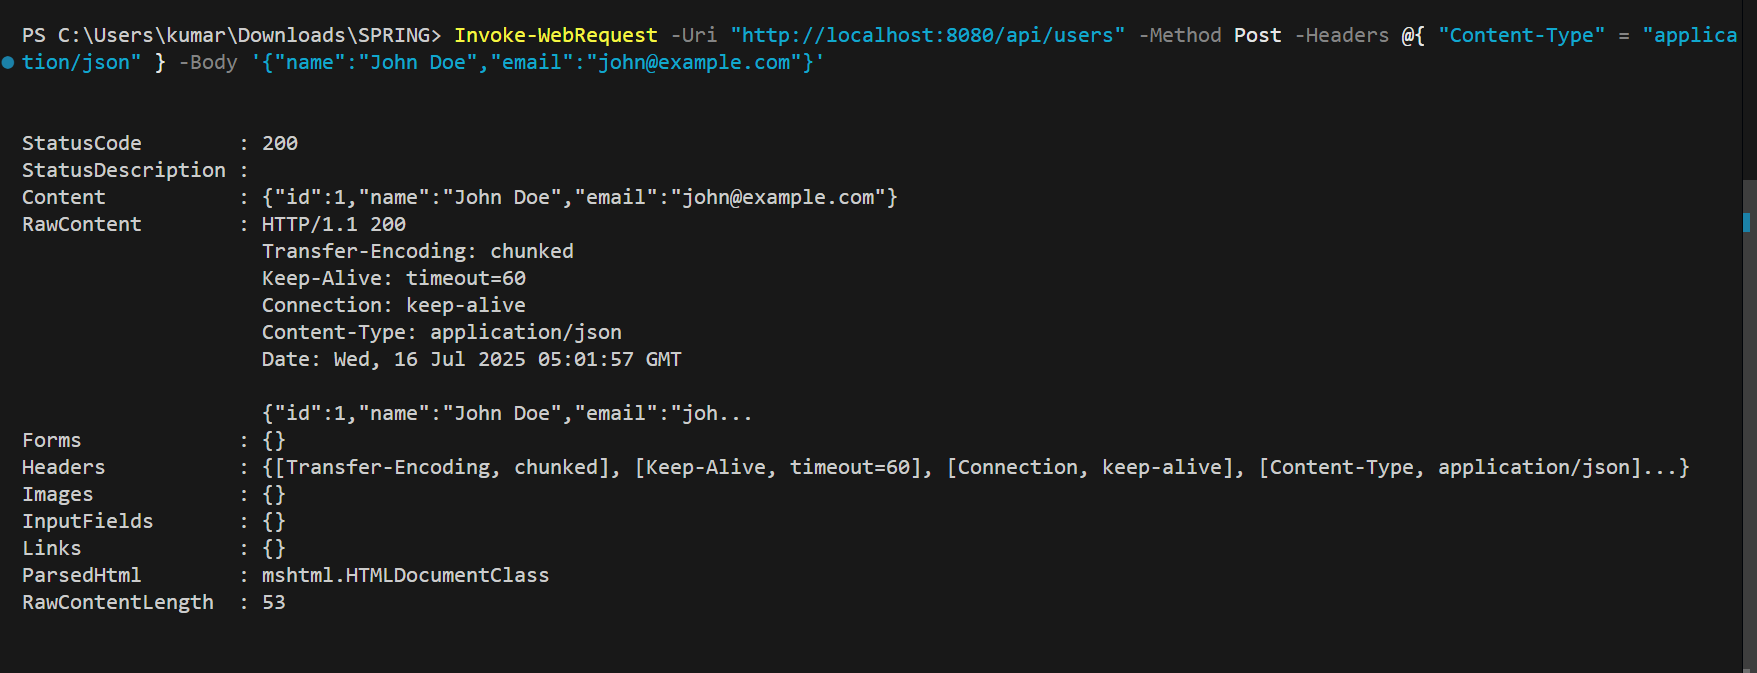 PS C:\Users\kumar\Downloads\SPRING> Invoke-WebRequest -Uri "http://localhost:8080/api/users" -Method Post -Headers @{ "Content-Type" = "applica
tion/json" } -Body '{"name":"John Doe","email":"john@example.com"}'
StatusCode        : 200
StatusDescription :
Content           : {"id":1,"name":"John Doe","email":"john@example.com"}
RawContent        : HTTP/1.1 200
                    Transfer-Encoding: chunked
                    Keep-Alive: timeout=60
                    Connection: keep-alive
                    Content-Type: application/json
                    Date: Wed, 16 Jul 2025 05:01:57 GMT
                    {"id":1,"name":"John Doe","email":"joh...
Forms             : {}
Headers           : {[Transfer-Encoding, chunked], [Keep-Alive, timeout=60], [Connection, keep-alive], [Content-Type, application/json]...}
Images            : {}
InputFields       : {}
Links             : {}
ParsedHtml        : mshtml.HTMLDocumentClass
RawContentLength  : 53